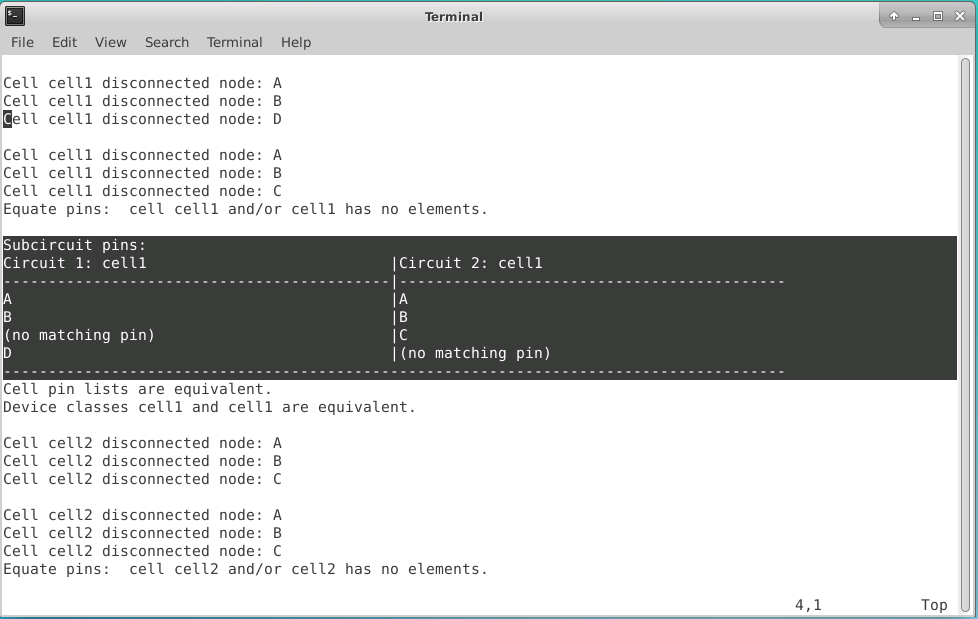 Terminal
File Edit View Search Terminal Help
Cell cell1 disconnected node: A
Cell cell1 disconnected node: B
Cell cell1 disconnected node: D
Cell cell1 disconnected node: A
Cell cell1 disconnected node: B
Cell cell1 disconnected node: C
Equate pins:  cell cell1 and/or cell1 has no elements.
Subcircuit pins:
Circuit 1: cell1                           |Circuit 2: cell1
-------------------------------------------|-------------------------------------------
A                                          |A
B                                          |B
(no matching pin)                          |C
D                                          |(no matching pin)
---------------------------------------------------------------------------------------
Cell pin lists are equivalent.
Device classes cell1 and cell1 are equivalent.
Cell cell2 disconnected node: A
Cell cell2 disconnected node: B
Cell cell2 disconnected node: C
Cell cell2 disconnected node: A
Cell cell2 disconnected node: B
Cell cell2 disconnected node: C
Equate pins:  cell cell2 and/or cell2 has no elements.
4,1 Top